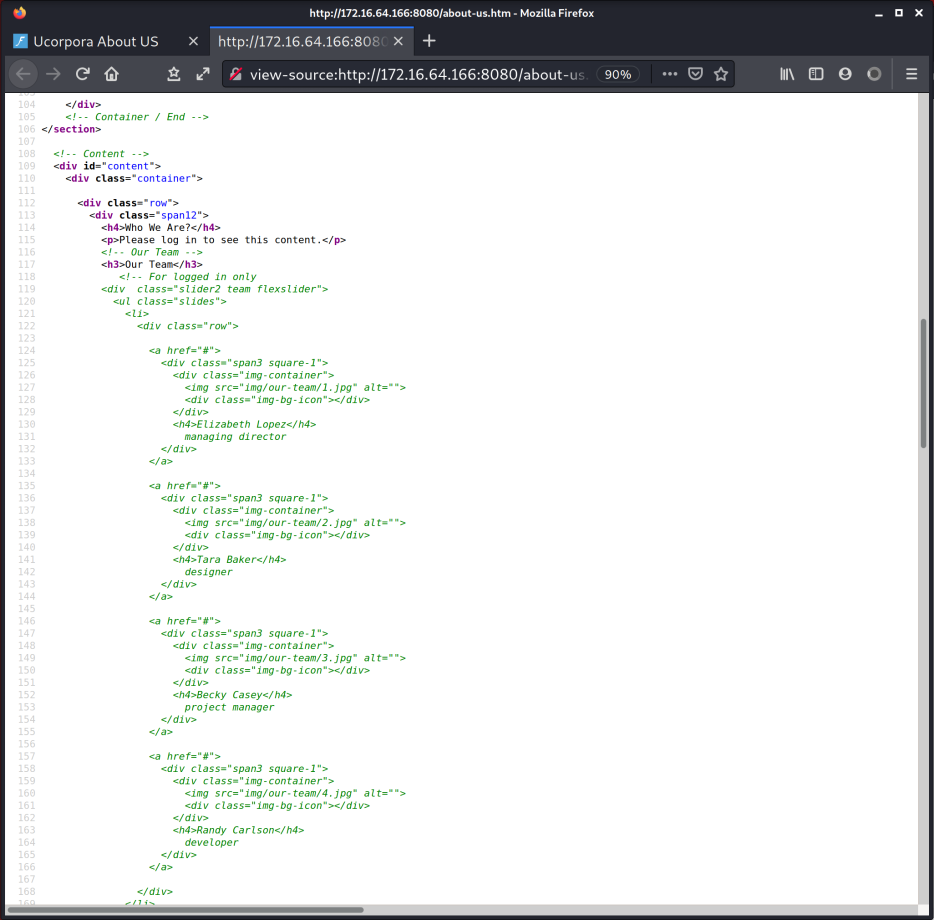 http://172.16.64.166:8080/about-us.htm - Mozilla Firefox
Ucorpora About US
http://172.16.64.166:8080
view-source:http://172.16.64.166:8080/about-us. 90%
104 </div>
105 <!-- Container / End -->
106 </section>
107
108 <!-- Content -->
109 <div id="content">
110 <div class="container">
111
112 <div class="row">
113 <div class="span12">
114 <h4>Who We Are?</h4>
115 <p>Please log in to see this content.</p>
116 <!-- Our Team -->
117 <h3>Our Team</h3>
118 <!-- For logged in only
119 <div  class="slider2 team flexslider">
120 <ul class="slides">
121 <li>
122 <div class="row">
123
124 <a href="#">
125 <div class="span3 square-1">
126 <div class="img-container">
127 <img src="img/our-team/1.jpg" alt="">
128 <div class="img-bg-icon"></div>
129 </div>
130 <h4>Elizabeth Lopez</h4>
131 managing director
132 </div>
133 </a>
134
135 <a href="#">
136 <div class="span3 square-1">
137 <div class="img-container">
138 <img src="img/our-team/2.jpg" alt="">
139 <div class="img-bg-icon"></div>
140 </div>
141 <h4>Tara Baker</h4>
142 designer
143 </div>
144 </a>
145
146 <a href="#">
147 <div class="span3 square-1">
148 <div class="img-container">
149 <img src="img/our-team/3.jpg" alt="">
150 <div class="img-bg-icon"></div>
151 </div>
152 <h4>Becky Casey</h4>
153 project manager
154 </div>
155 </a>
156
157 <a href="#">
158 <div class="span3 square-1">
159 <div class="img-container">
160 <img src="img/our-team/4.jpg" alt="">
161 <div class="img-bg-icon"></div>
162 </div>
163 <h4>Randy Carlson</h4>
164 developer
165 </div>
166 </a>
167
168 </div>
169 </li>